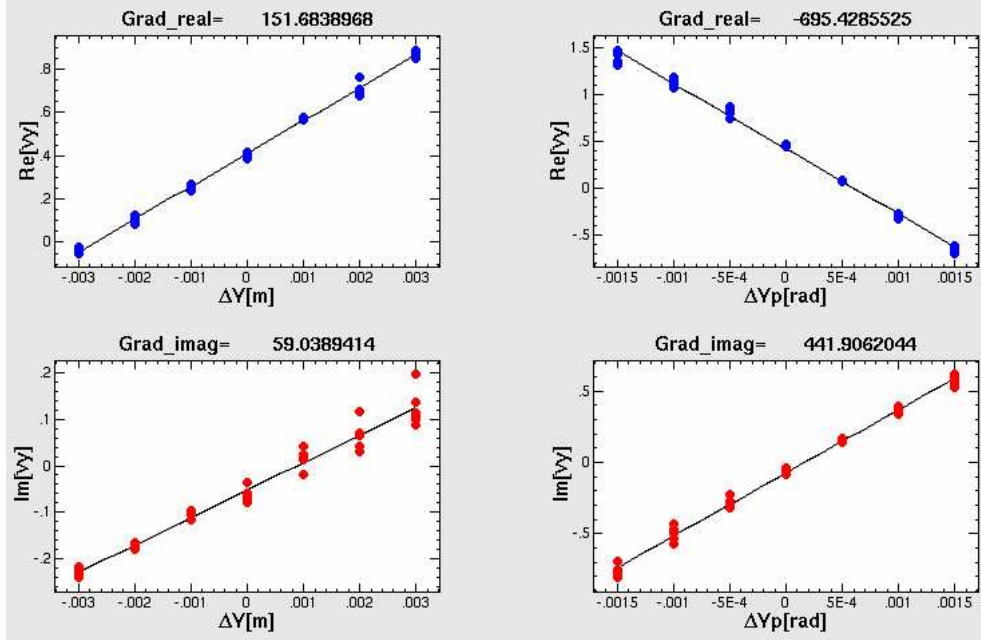 Grad_real= 151.6838968
Re[vy]
.8
.6
.4
.2
0
-.003 -.002 -.001 0 .001 .002 .003
ΔY[m]
Grad_real= -695.4285525
Re[vy]
1.5
1
.5
0
-.5
-.0015 -.001 -5E-4 0 5E-4 .001 .0015
ΔYp[rad]
Grad_imag= 59.0389414
Im[vy]
.2
.1
0
-.1
-.2
-.003 -.002 -.001 0 .001 .002 .003
ΔY[m]
Grad_imag= 441.9062044
Im[vy]
.5
0
-.5
-.0015 -.001 -5E-4 0 5E-4 .001 .0015
ΔYp[rad]